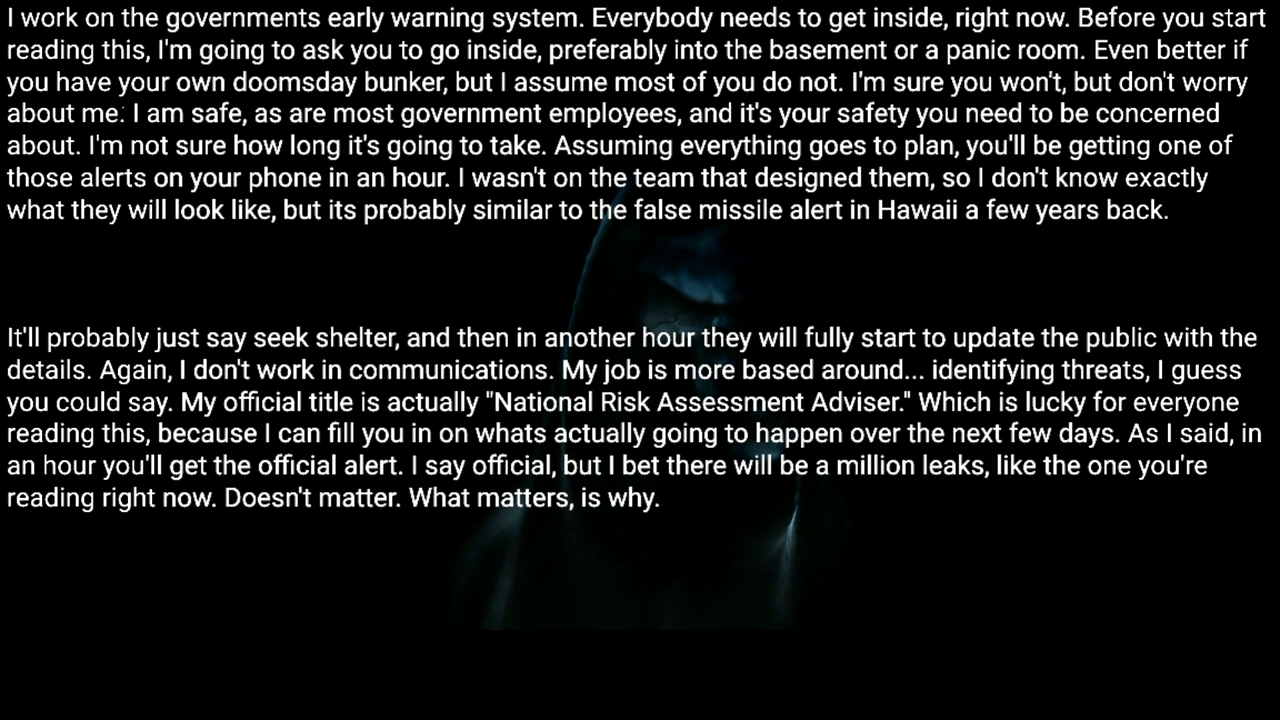 I work on the governments early warning system. Everybody needs to get inside, right now. Before you start
reading this, I'm going to ask you to go inside, preferably into the basement or a panic room. Even better if
you have your own doomsday bunker, but I assume most of you do not. I'm sure you won't, but don't worry
about me. I am safe, as are most government employees, and it's your safety you need to be concerned
about. I'm not sure how long it's going to take. Assuming everything goes to plan, you'll be getting one of
those alerts on your phone in an hour. I wasn't on the team that designed them, so I don't know exactly
what they will look like, but its probably similar to the false missile alert in Hawaii a few years back.
It'll probably just say seek shelter, and then in another hour they will fully start to update the public with the
details. Again, I don't work in communications. My job is more based around... identifying threats, I guess
you could say. My official title is actually "National Risk Assessment Adviser." Which is lucky for everyone
reading this, because I can fill you in on whats actually going to happen over the next few days. As I said, in
an hour you'll get the official alert. I say official, but I bet there will be a million leaks, like the one you're
reading right now. Doesn't matter. What matters, is why.